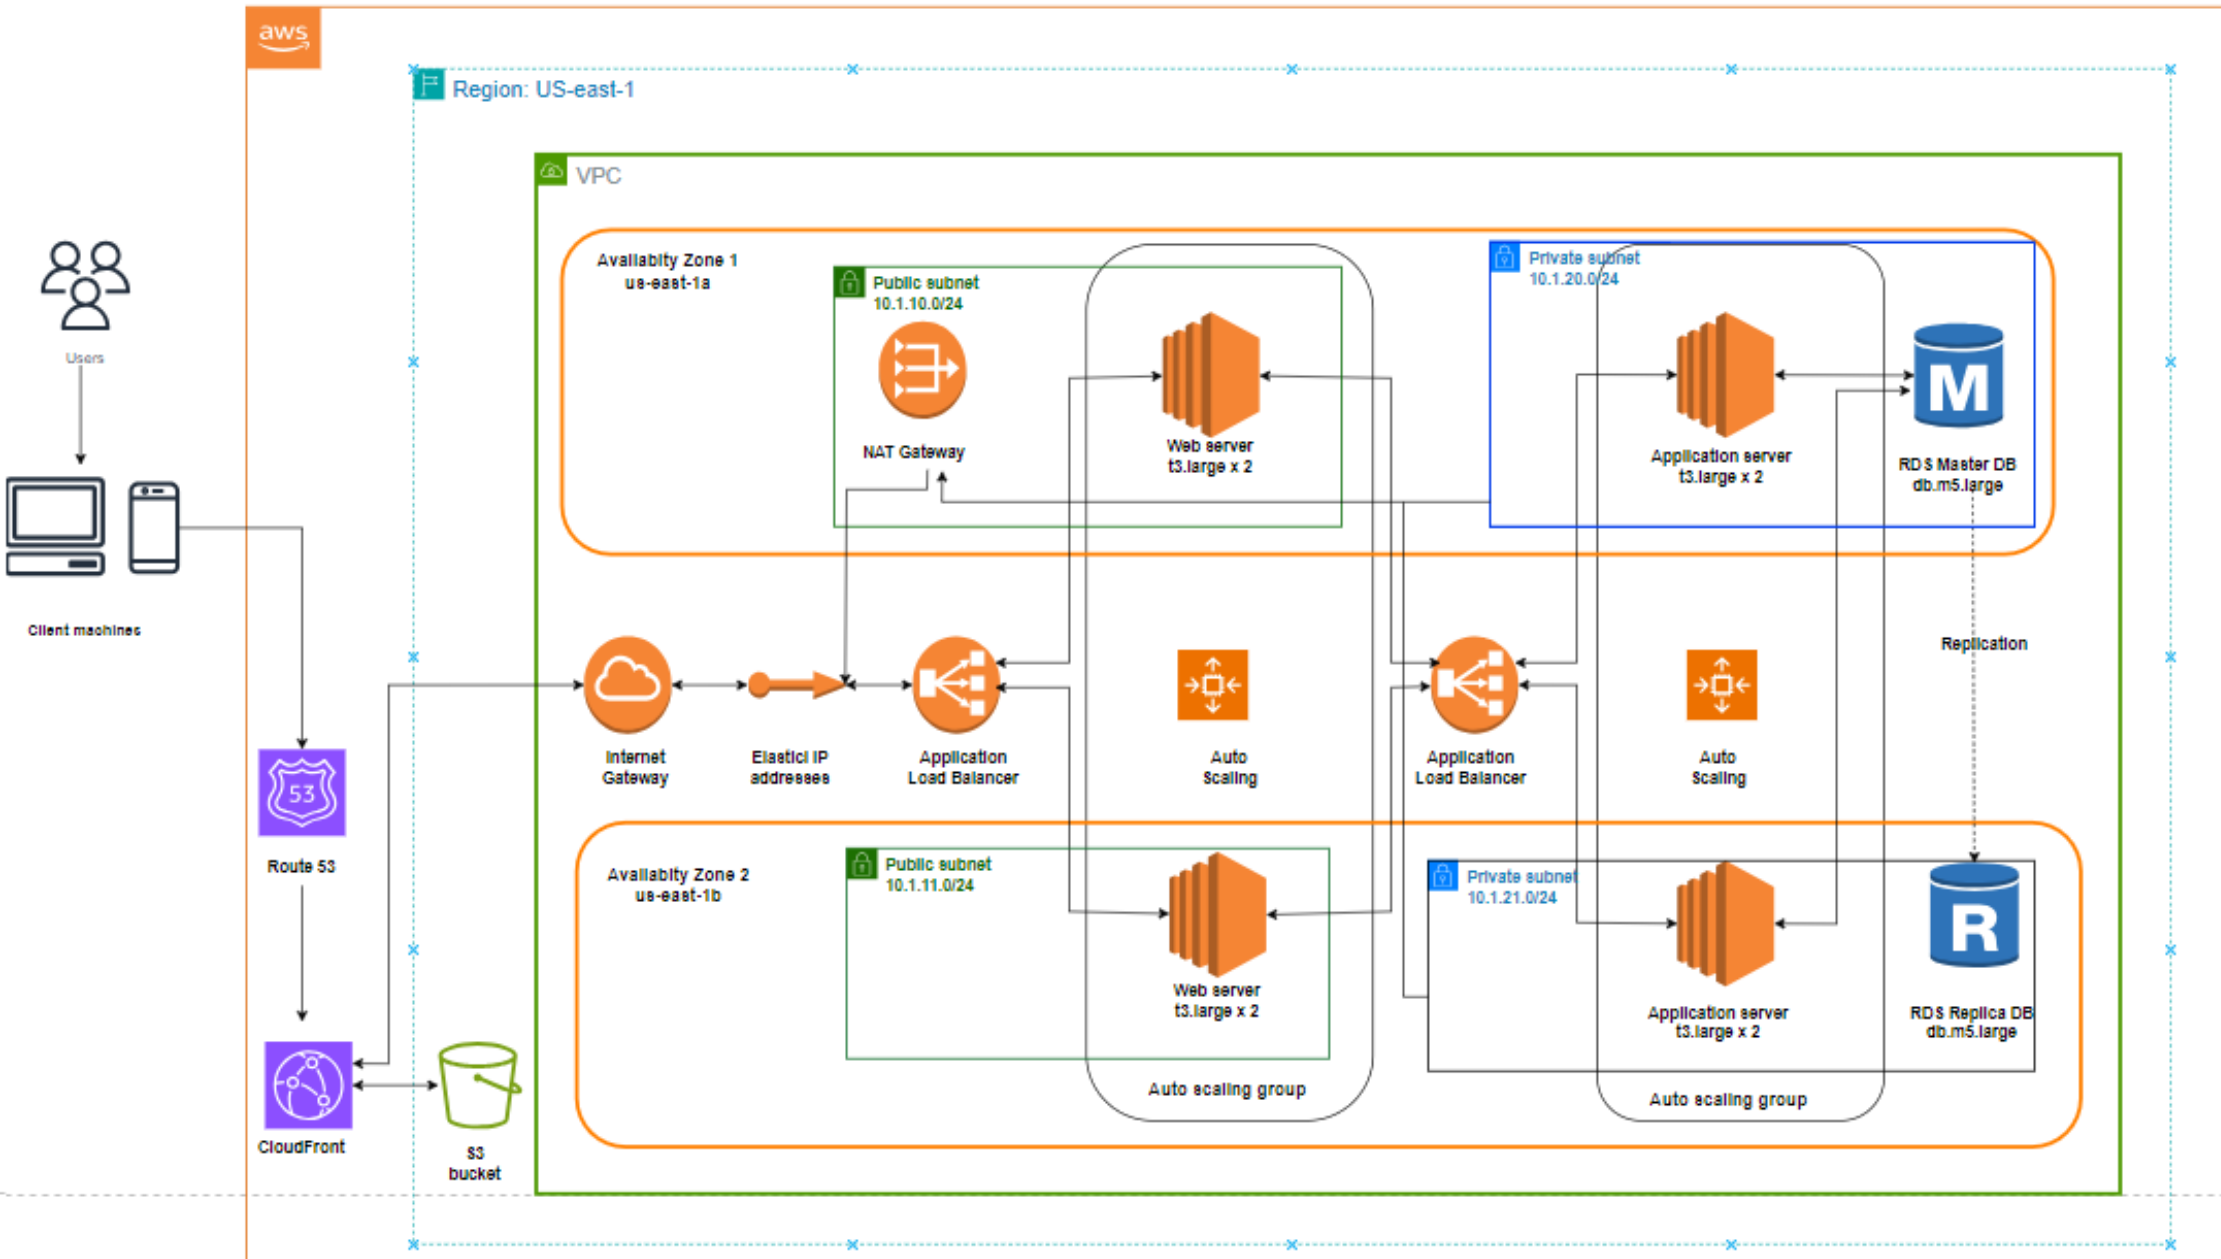 aws
Region: US-east-1
VPC
Availabity Zone 1
us-east-1a
Public subnet
10.1.10.0/24
Private subnet
10.1.20.0/24
Users
NAT Gateway
Web server
t3.large x 2
Application server
t3.large x 2
M
RDS Master DB
db.m5.large
Client machines
Replication
Internet
Gateway
Elasticl IP
addresses
Application
Load Balancer
Auto
Scaling
Application
Load Balancer
Auto
Scaling
53
Route 53
Availabity Zone 2
us-east-1b
Public subnet
10.1.11.0/24
Private subnet
10.1.21.0/24
Web server
t3.large x 2
Application server
t3.large x 2
R
RDS Replica DB
db.m5.large
Auto scaling group
Auto scaling group
CloudFront
S3
bucket